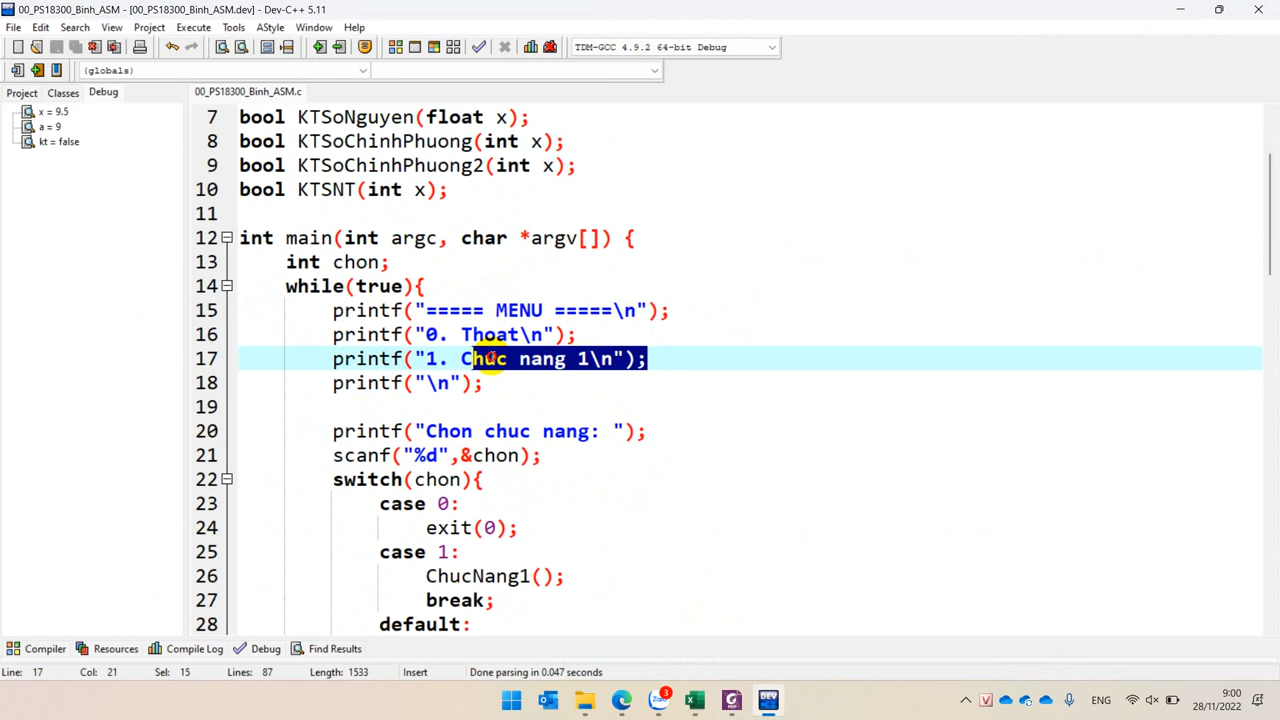 00_PS18300_Binh_ASM - [00_PS18300_Binh_ASM.dev] - Dev-C++ 5.11
File Edit Search View Project Execute Tools AStyle Window Help
TDM-GCC 4.9.2 64-bit Debug
(globals)
Project Classes Debug
00_PS18300_Binh_ASM.c
x = 9.5
a = 9
kt = false
7 bool KTSoNguyen(float x);
8 bool KTSoChinhPhuong(int x);
9 bool KTSoChinhPhuong2(int x);
10 bool KTSNT(int x);
11
12 int main(int argc, char *argv[]) {
13 int chon;
14 while(true){
15 printf("===== MENU =====\n");
16 printf("0. Thoat\n");
17 printf("1. Chuc nang 1\n");
18 printf("\n");
19
20 printf("Chon chuc nang: ");
21 scanf("%d",&chon);
22 switch(chon){
23 case 0:
24 exit(0);
25 case 1:
26 ChucNang1();
27 break;
28 default:
Compiler Resources Compile Log Debug Find Results
Line: 17 Col: 21 Sel: 15 Lines: 87 Length: 1533 Insert Done parsing in 0.047 seconds
3
DEV
ENG
9:00
28/11/2022